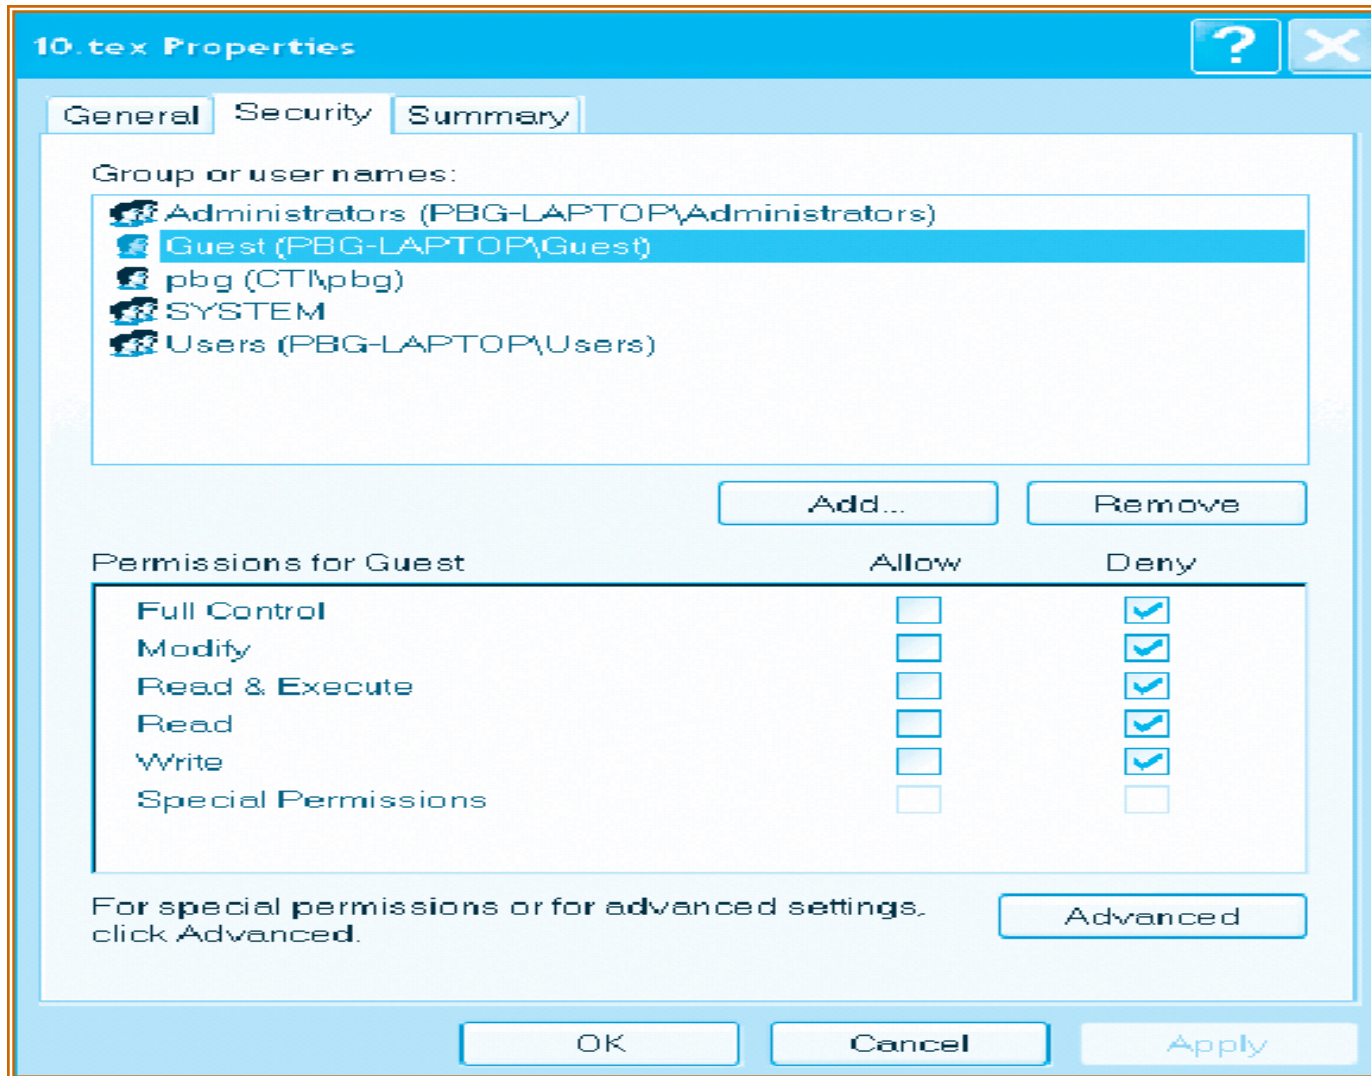 10.tex Properties
General Security Summary
Group or user names:
Administrators (PBG-LAPTOP\Administrators)
Guest (PBG-LAPTOP\Guest)
pbg (CTI\pbg)
SYSTEM
Users (PBG-LAPTOP\Users)
Add... Remove
Permissions for Guest Allow Deny
Full Control
Modify
Read & Execute
Read
Write
Special Permissions
For special permissions or for advanced settings,
click Advanced.
Advanced
OK Cancel Apply